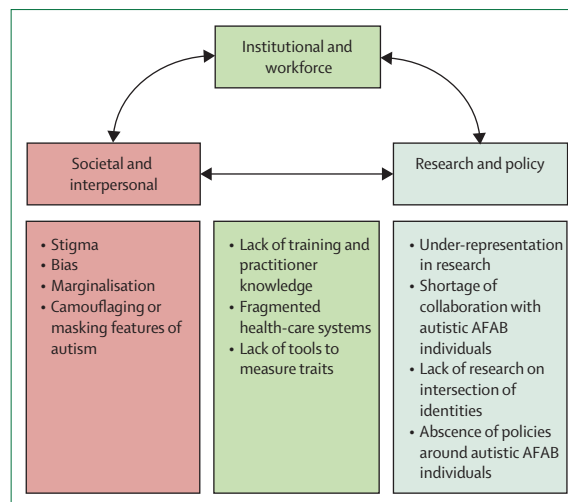 Institutional and
workforce
Societal and
interpersonal
Research and policy
• Stigma
• Bias
• Marginalisation
• Camouflaging or
masking features of
autism
• Lack of training and
practitioner
knowledge
• Fragmented
health-care systems
• Lack of tools to
measure traits
• Under-representation
in research
• Shortage of
collaboration with
autistic AFAB
individuals
• Lack of research on
intersection of
identities
• Absence of policies
around autistic AFAB
individuals